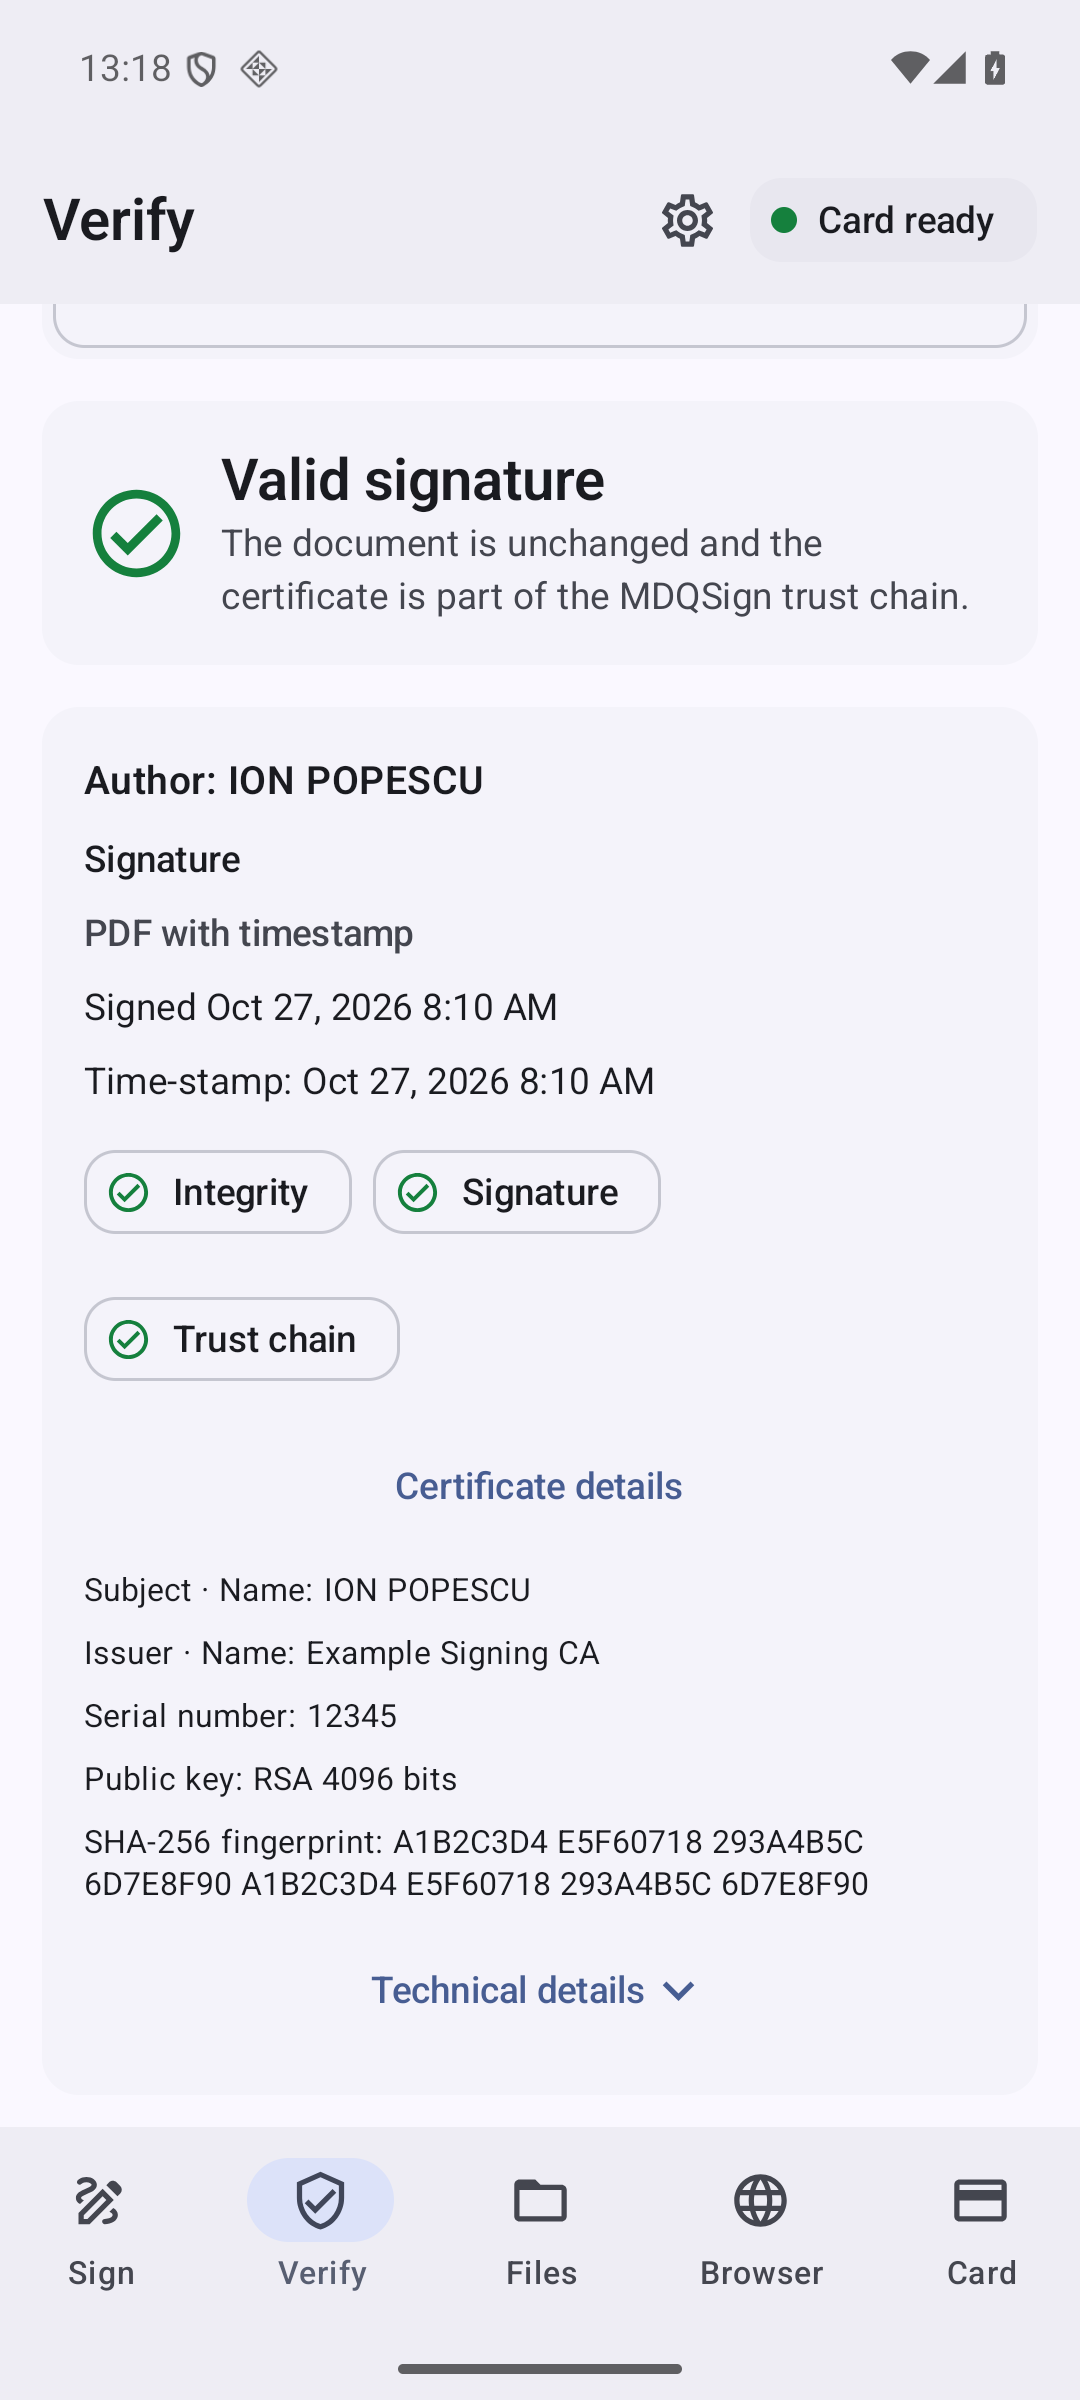 13:18
Verify
Card ready
Valid signature
The document is unchanged and the
certificate is part of the MDQSign trust chain.
Author: ION POPESCU
Signature
PDF with timestamp
Signed Oct 27, 2026 8:10 AM
Time-stamp: Oct 27, 2026 8:10 AM
Integrity
Signature
Trust chain
Certificate details
Subject · Name: ION POPESCU
Issuer · Name: Example Signing CA
Serial number: 12345
Public key: RSA 4096 bits
SHA-256 fingerprint: A1B2C3D4 E5F60718 293A4B5C
6D7E8F90 A1B2C3D4 E5F60718 293A4B5C 6D7E8F90
Technical details
Sign
Verify
Files
Browser
Card